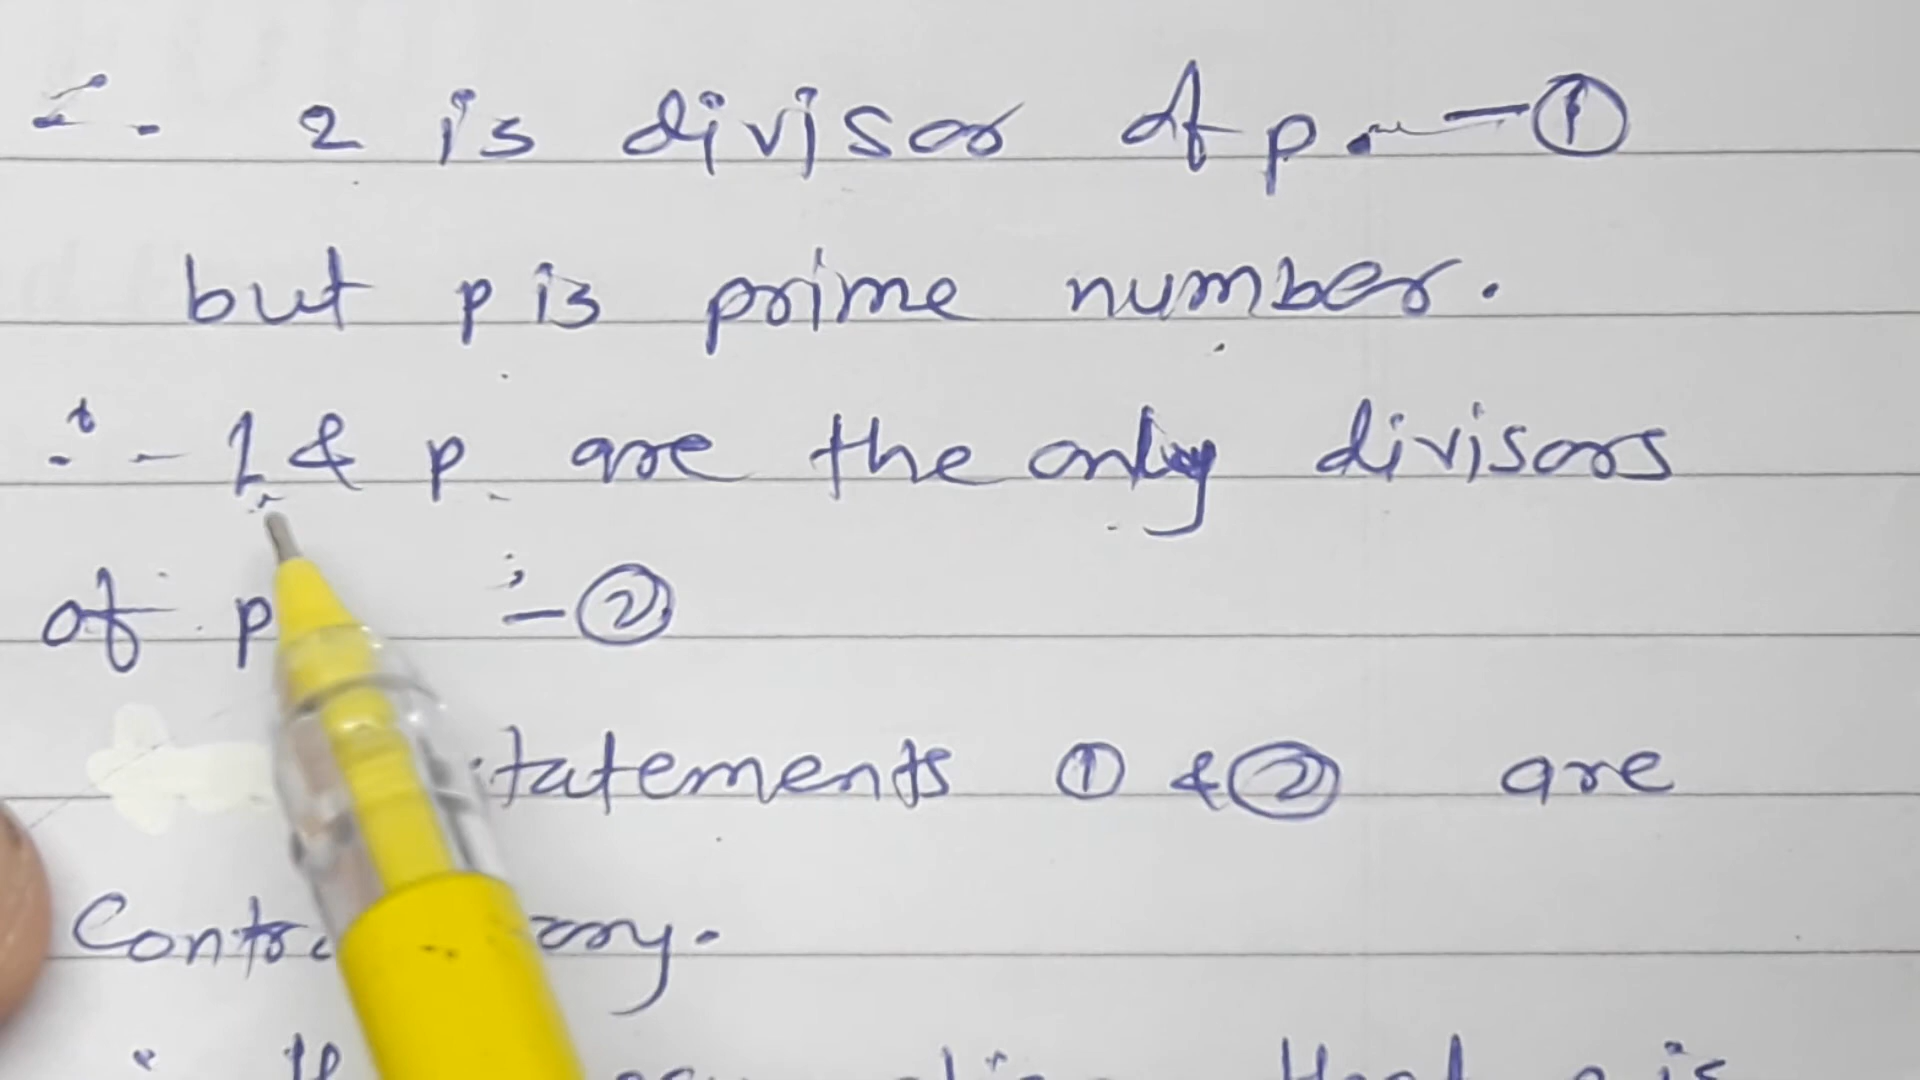 ∴ 2 is divisor of p. — ①
but p is prime number.
∴ - 1 & p are the only divisors
of p - ②
statements ① & ② are